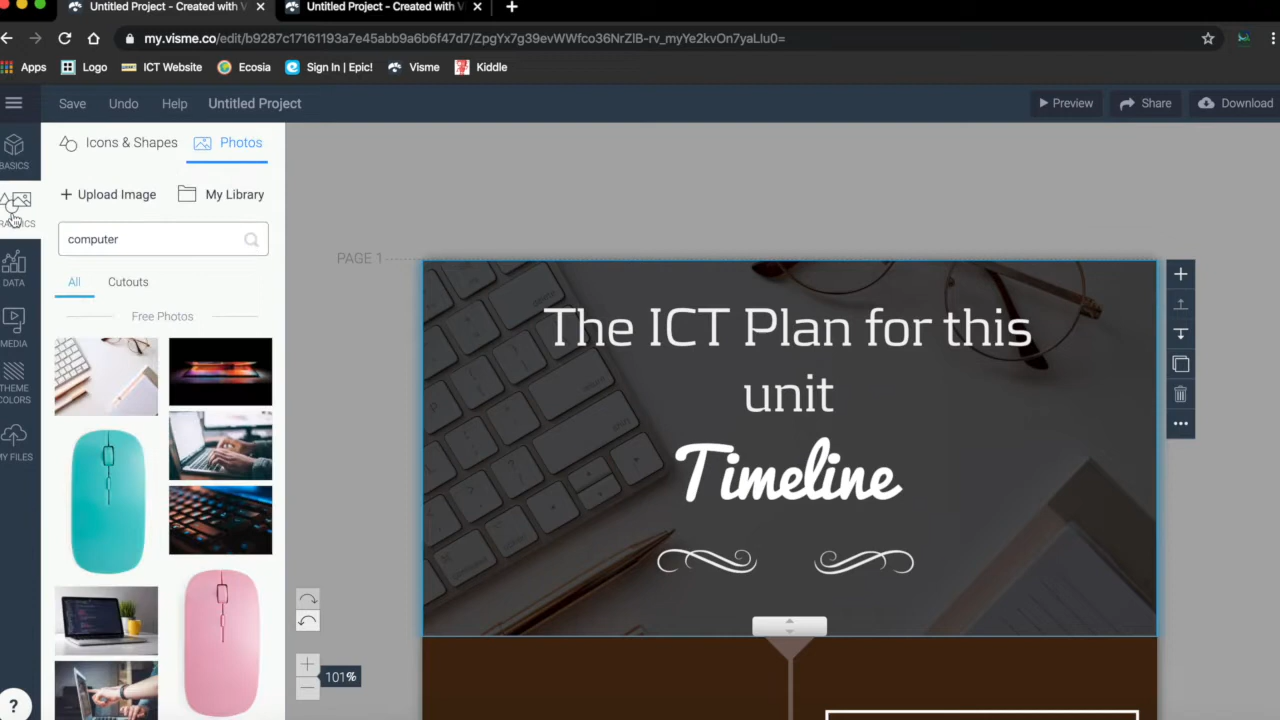 Untitled Project - Created with V
Untitled Project - Created with V
my.visme.co/edit/b9287c17161193a7e45abb9a6b6f47d7/ZpgYx7g39evWWfco36NrZlB-rv_myYe2kvOn7yaLlu0=
Apps Logo ICT Website Ecosia Sign In | Epic! Visme Kiddle
Save Undo Help Untitled Project Preview Share Download
BASICS
Icons & Shapes Photos
Upload Image My Library
computer
All Cutouts
Free Photos
DATA
MEDIA
THEME
COLORS
MY FILES
PAGE 1
The ICT Plan for this
unit
Timeline
101%
?